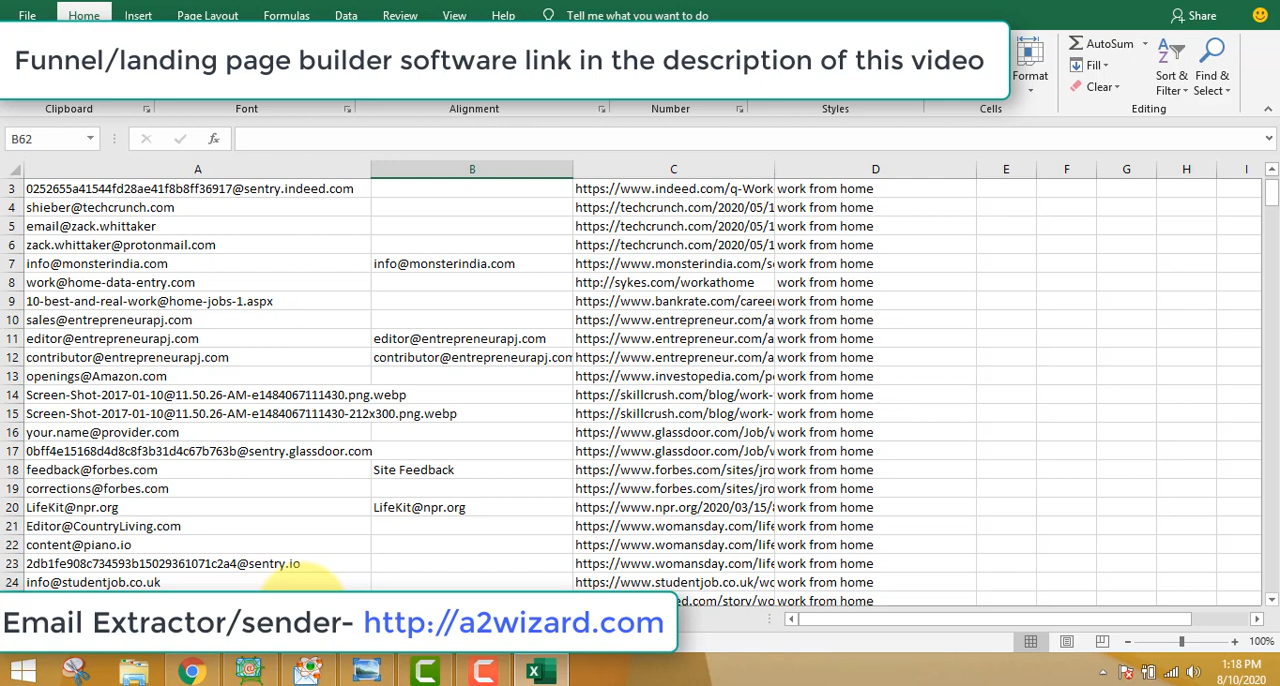 File Home Insert Page Layout Formulas Data Review View Help Tell me what you want to do Share
Funnel/landing page builder software link in the description of this video
Format
AutoSum
Fill
Clear
Sort & Filter
Find & Select
Clipboard Font Alignment Number Styles Cells Editing
B62 fx
A B C D E F G H I
3 0252655a41544fd28ae41f8b8ff36917@sentry.indeed.com https://www.indeed.com/q-Work work from home
4 shieber@techcrunch.com https://techcrunch.com/2020/05/1 work from home
5 email@zack.whittaker https://techcrunch.com/2020/05/1 work from home
6 zack.whittaker@protonmail.com https://techcrunch.com/2020/05/1 work from home
7 info@monsterindia.com info@monsterindia.com https://www.monsterindia.com/s work from home
8 work@home-data-entry.com http://sykes.com/workathome work from home
9 10-best-and-real-work@home-jobs-1.aspx https://www.bankrate.com/career work from home
10 sales@entrepreneurapj.com https://www.entrepreneur.com/a work from home
11 editor@entrepreneurapj.com editor@entrepreneurapj.com https://www.entrepreneur.com/a work from home
12 contributor@entrepreneurapj.com contributor@entrepreneurapj.com https://www.entrepreneur.com/a work from home
13 openings@Amazon.com https://www.investopedia.com/p work from home
14 Screen-Shot-2017-01-10@11.50.26-AM-e1484067111430.png.webp https://skillcrush.com/blog/work- work from home
15 Screen-Shot-2017-01-10@11.50.26-AM-e1484067111430-212x300.png.webp https://skillcrush.com/blog/work- work from home
16 your.name@provider.com https://www.glassdoor.com/Job/w work from home
17 0bff4e15168d4d8c8f3b31d4c67b763b@sentry.glassdoor.com https://www.glassdoor.com/Job/w work from home
18 feedback@forbes.com Site Feedback https://www.forbes.com/sites/jro work from home
19 corrections@forbes.com https://www.forbes.com/sites/jro work from home
20 LifeKit@npr.org LifeKit@npr.org https://www.npr.org/2020/03/15/8 work from home
21 Editor@CountryLiving.com https://www.womansday.com/life work from home
22 content@piano.io https://www.womansday.com/life work from home
23 2db1fe908c734593b15029361071c2a4@sentry.io https://www.womansday.com/life work from home
24 info@studentjob.co.uk https://www.studentjob.co.uk/wo work from home
ed.com/story/wo work from home
Email Extractor/sender- http://a2wizard.com
100%
1:18 PM
8/10/2020